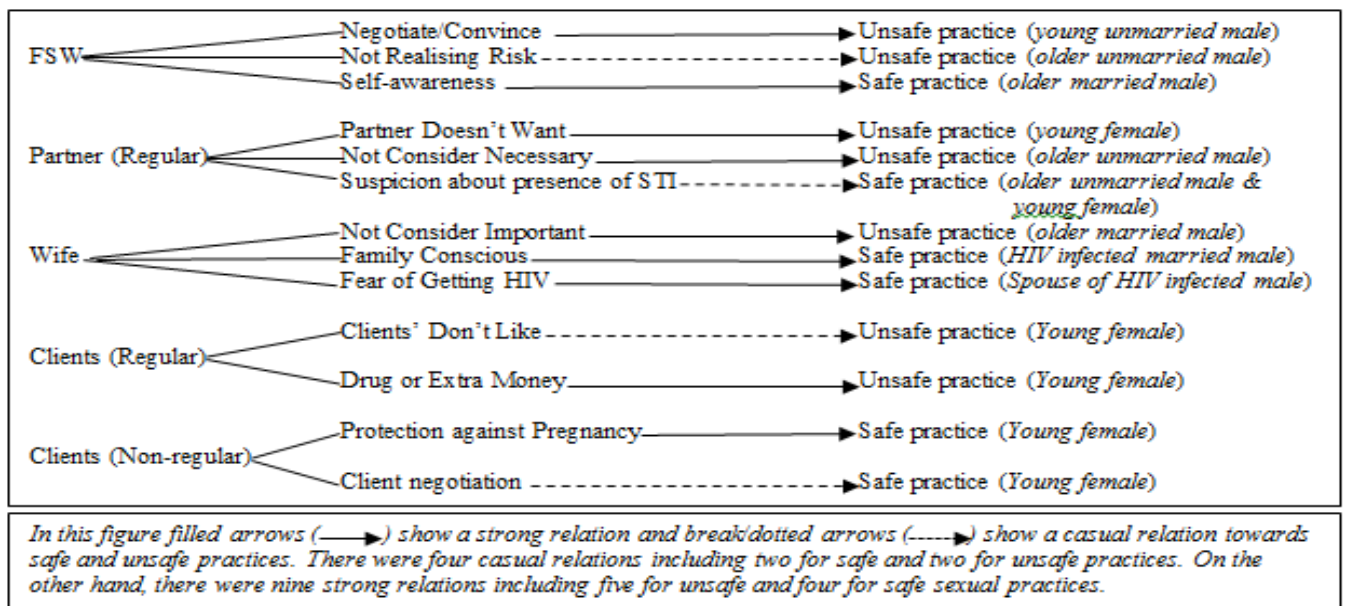 Negotiate/Convince Unsafe practice (young unmarried male)
FSW Not Realising Risk Unsafe practice (older unmarried male)
Self-awareness Safe practice (older married male)
Partner Doesn't Want Unsafe practice (young female)
Partner (Regular) Not Consider Necessary Unsafe practice (older unmarried male)
Suspicion about presence of STI Safe practice (older unmarried male &
young female)
Not Consider Important Unsafe practice (older married male)
Wife Family Conscious Safe practice (HIV infected married male)
Fear of Getting HIV Safe practice (Spouse of HIV infected male)
Clients' Don't Like Unsafe practice (Young female)
Clients (Regular)
Drug or Extra Money Unsafe practice (Young female)
Protection against Pregnancy Safe practice (Young female)
Clients (Non-regular)
Client negotiation Safe practice (Young female)
In this figure filled arrows (——▶) show a strong relation and break/dotted arrows (-----▶) show a casual relation towards
safe and unsafe practices. There were four casual relations including two for safe and two for unsafe practices. On the
other hand, there were nine strong relations including five for unsafe and four for safe sexual practices.